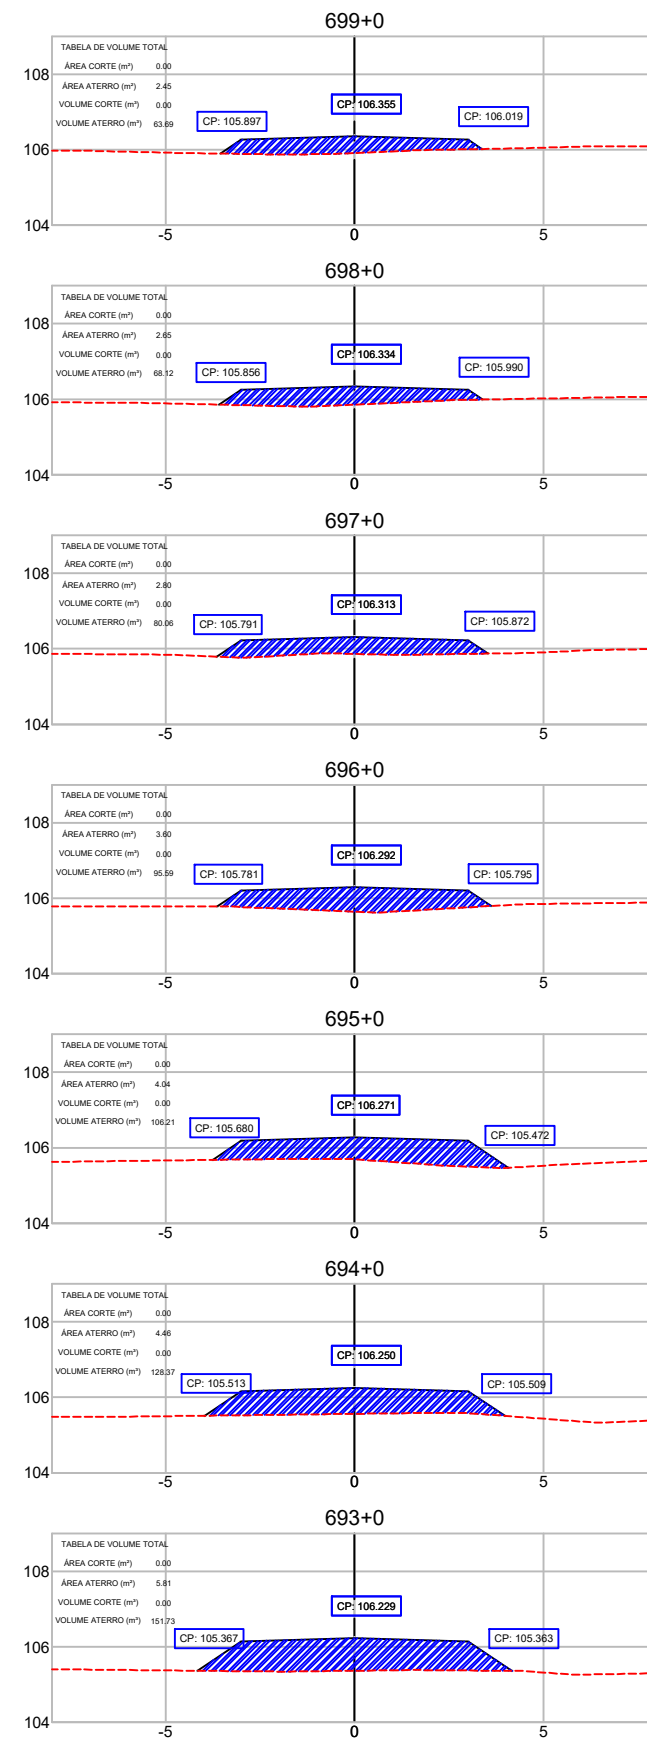 699+0
TABELA DE VOLUME TOTAL
ÁREA CORTE (m²) 0.00
ÁREA ATERRO (m²) 2.45
VOLUME CORTE (m³) 0.00
VOLUME ATERRO (m³) 63.69
CP: 105.897
CP: 106.355
CP: 106.019
108
106
104
-5 0 5
698+0
TABELA DE VOLUME TOTAL
ÁREA CORTE (m²) 0.00
ÁREA ATERRO (m²) 2.65
VOLUME CORTE (m³) 0.00
VOLUME ATERRO (m³) 68.12
CP: 105.856
CP: 106.334
CP: 105.990
108
106
104
-5 0 5
697+0
TABELA DE VOLUME TOTAL
ÁREA CORTE (m²) 0.00
ÁREA ATERRO (m²) 2.80
VOLUME CORTE (m³) 0.00
VOLUME ATERRO (m³) 80.06
CP: 105.791
CP: 106.313
CP: 105.872
108
106
104
-5 0 5
696+0
TABELA DE VOLUME TOTAL
ÁREA CORTE (m²) 0.00
ÁREA ATERRO (m²) 3.60
VOLUME CORTE (m³) 0.00
VOLUME ATERRO (m³) 95.59
CP: 105.781
CP: 106.292
CP: 105.795
108
106
104
-5 0 5
695+0
TABELA DE VOLUME TOTAL
ÁREA CORTE (m²) 0.00
ÁREA ATERRO (m²) 4.04
VOLUME CORTE (m³) 0.00
VOLUME ATERRO (m³) 106.21
CP: 105.680
CP: 106.271
CP: 105.472
108
106
104
-5 0 5
694+0
TABELA DE VOLUME TOTAL
ÁREA CORTE (m²) 0.00
ÁREA ATERRO (m²) 4.46
VOLUME CORTE (m³) 0.00
VOLUME ATERRO (m³) 128.37
CP: 105.513
CP: 106.250
CP: 105.509
108
106
104
-5 0 5
693+0
TABELA DE VOLUME TOTAL
ÁREA CORTE (m²) 0.00
ÁREA ATERRO (m²) 5.81
VOLUME CORTE (m³) 0.00
VOLUME ATERRO (m³) 151.73
CP: 105.367
CP: 106.229
CP: 105.363
108
106
104
-5 0 5